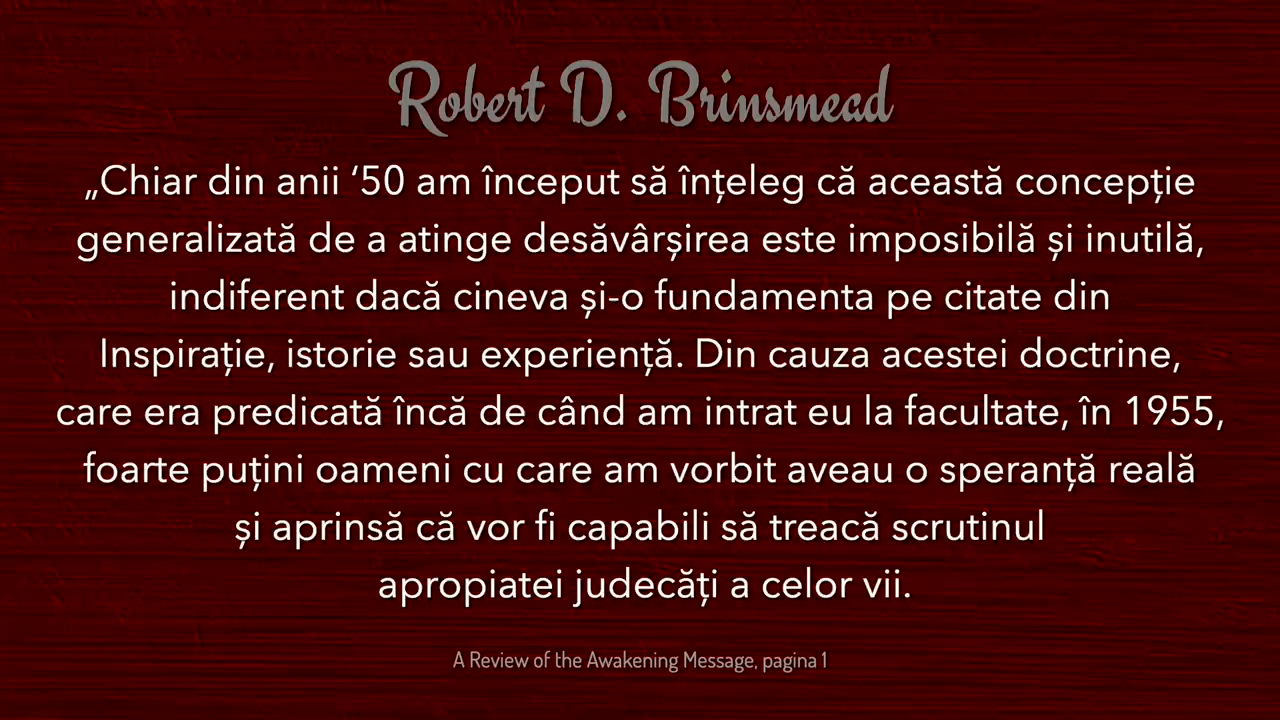 Robert D. Brinsmead
„Chiar din anii ‘50 am început să înțeleg că această concepție
generalizată de a atinge desăvârșirea este imposibilă și inutilă,
indiferent dacă cineva și-o fundamenta pe citate din
Inspirație, istorie sau experiență. Din cauza acestei doctrine,
care era predicată încă de când am intrat eu la facultate, în 1955,
foarte puțini oameni cu care am vorbit aveau o speranță reală
și aprinsă că vor fi capabili să treacă scrutinul
apropiatei judecăți a celor vii.
A Review of the Awakening Message, pagina 1